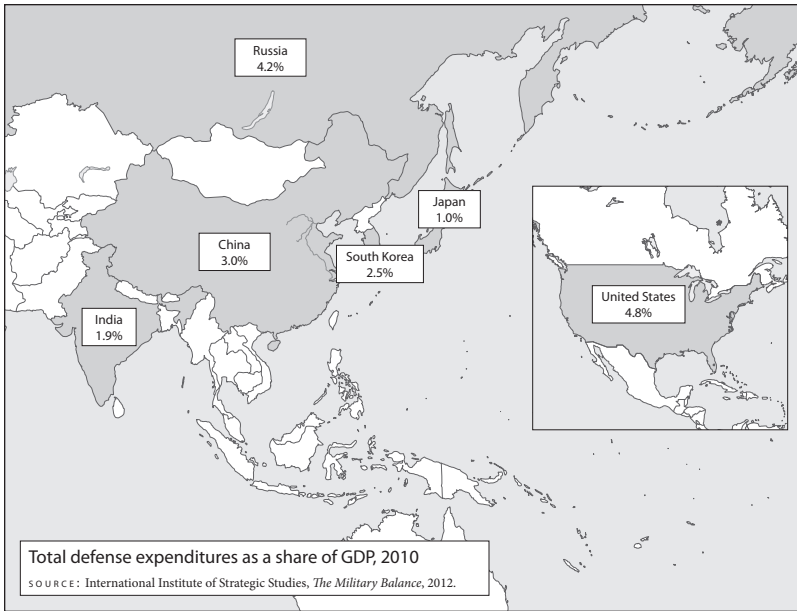 Russia
4.2%
Japan
1.0%
China
3.0%
South Korea
2.5%
United States
4.8%
India
1.9%
Total defense expenditures as a share of GDP, 2010
SOURCE: International Institute of Strategic Studies, The Military Balance, 2012.